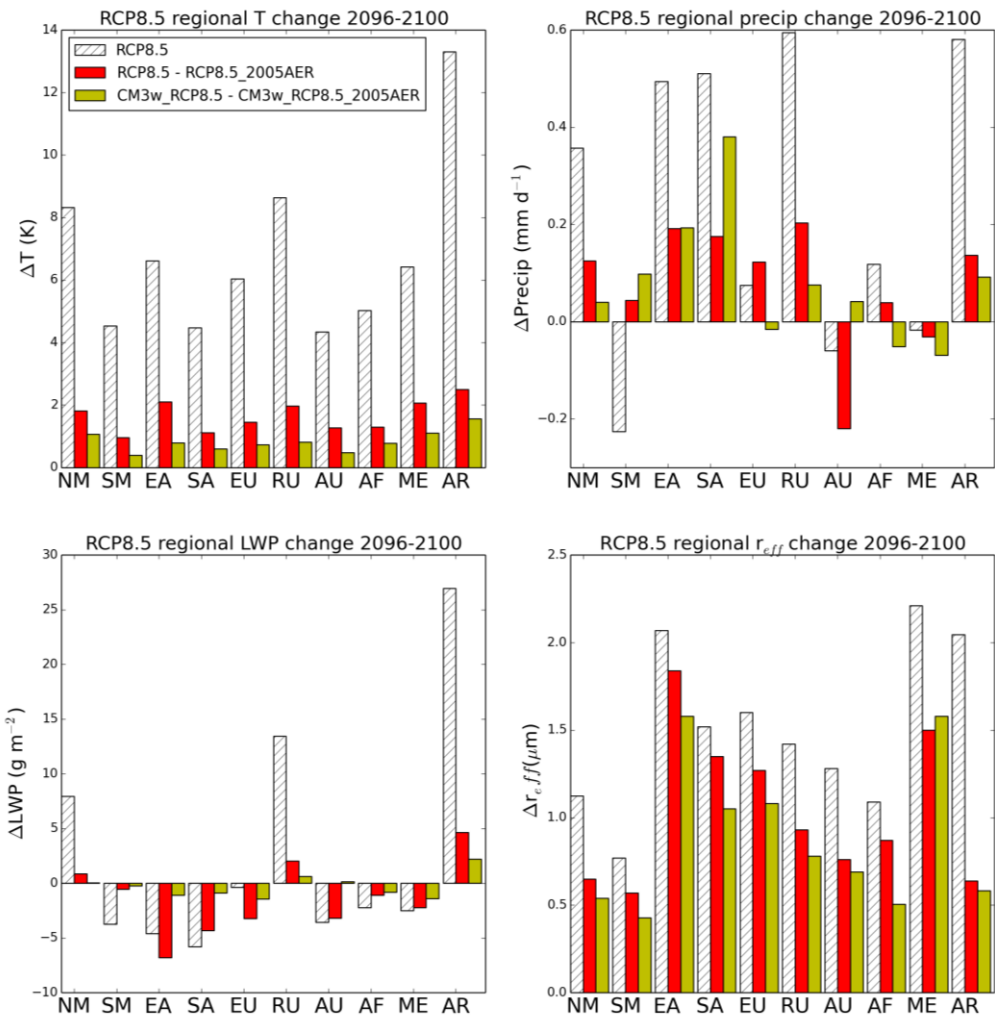 RCP8.5 regional T change 2096-2100
14
12
10
8
6
4
2
0
ΔT (K)
RCP8.5
RCP8.5 - RCP8.5_2005AER
CM3w_RCP8.5 - CM3w_RCP8.5_2005AER
NM SM EA SA EU RU AU AF ME AR
RCP8.5 regional precip change 2096-2100
0.6
0.4
0.2
0.0
−0.2
ΔPrecip (mm d⁻¹)
NM SM EA SA EU RU AU AF ME AR
RCP8.5 regional LWP change 2096-2100
30
25
20
15
10
5
0
−5
−10
ΔLWP (g m⁻²)
NM SM EA SA EU RU AU AF ME AR
RCP8.5 regional r_eff change 2096-2100
2.5
2.0
1.5
1.0
0.5
0.0
Δr_e ff(μm)
NM SM EA SA EU RU AU AF ME AR